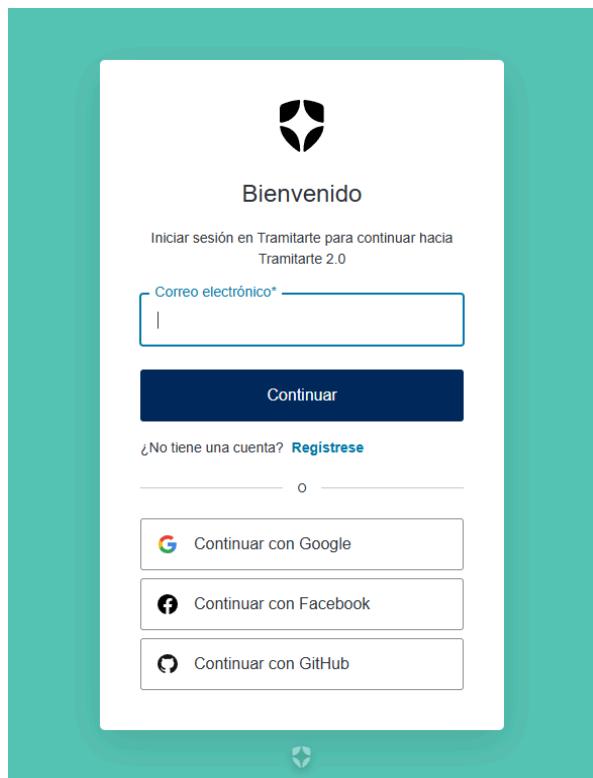 Bienvenido
Iniciar sesión en Tramitarte para continuar hacia
Tramitarte 2.0
Correo electrónico*
Continuar
¿No tiene una cuenta? Regístrese
O
Continuar con Google
Continuar con Facebook
Continuar con GitHub